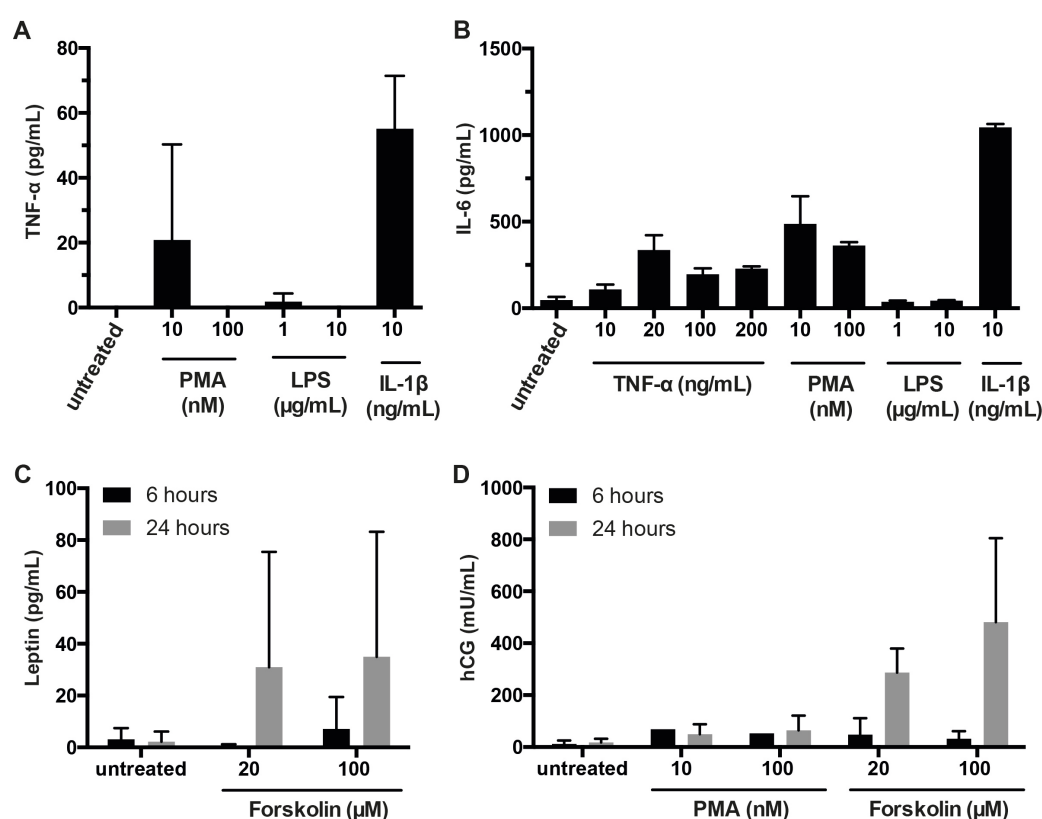 A
TNF-α (pg/mL)
80
60
40
20
0
untreated
10 100 1 10 10
PMA LPS IL-1β
(nM) (µg/mL) (ng/mL)
B
IL-6 (pg/mL)
1500
1000
500
0
untreated
10 20 100 200 10 100 1 10 10
TNF-α (ng/mL) PMA LPS IL-1β
(nM) (µg/mL) (ng/mL)
C
Leptin (pg/mL)
100
80
60
40
20
0
6 hours
24 hours
untreated 20 100
Forskolin (µM)
D
hCG (mU/mL)
1000
800
600
400
200
0
6 hours
24 hours
untreated 10 100 20 100
PMA (nM) Forskolin (µM)